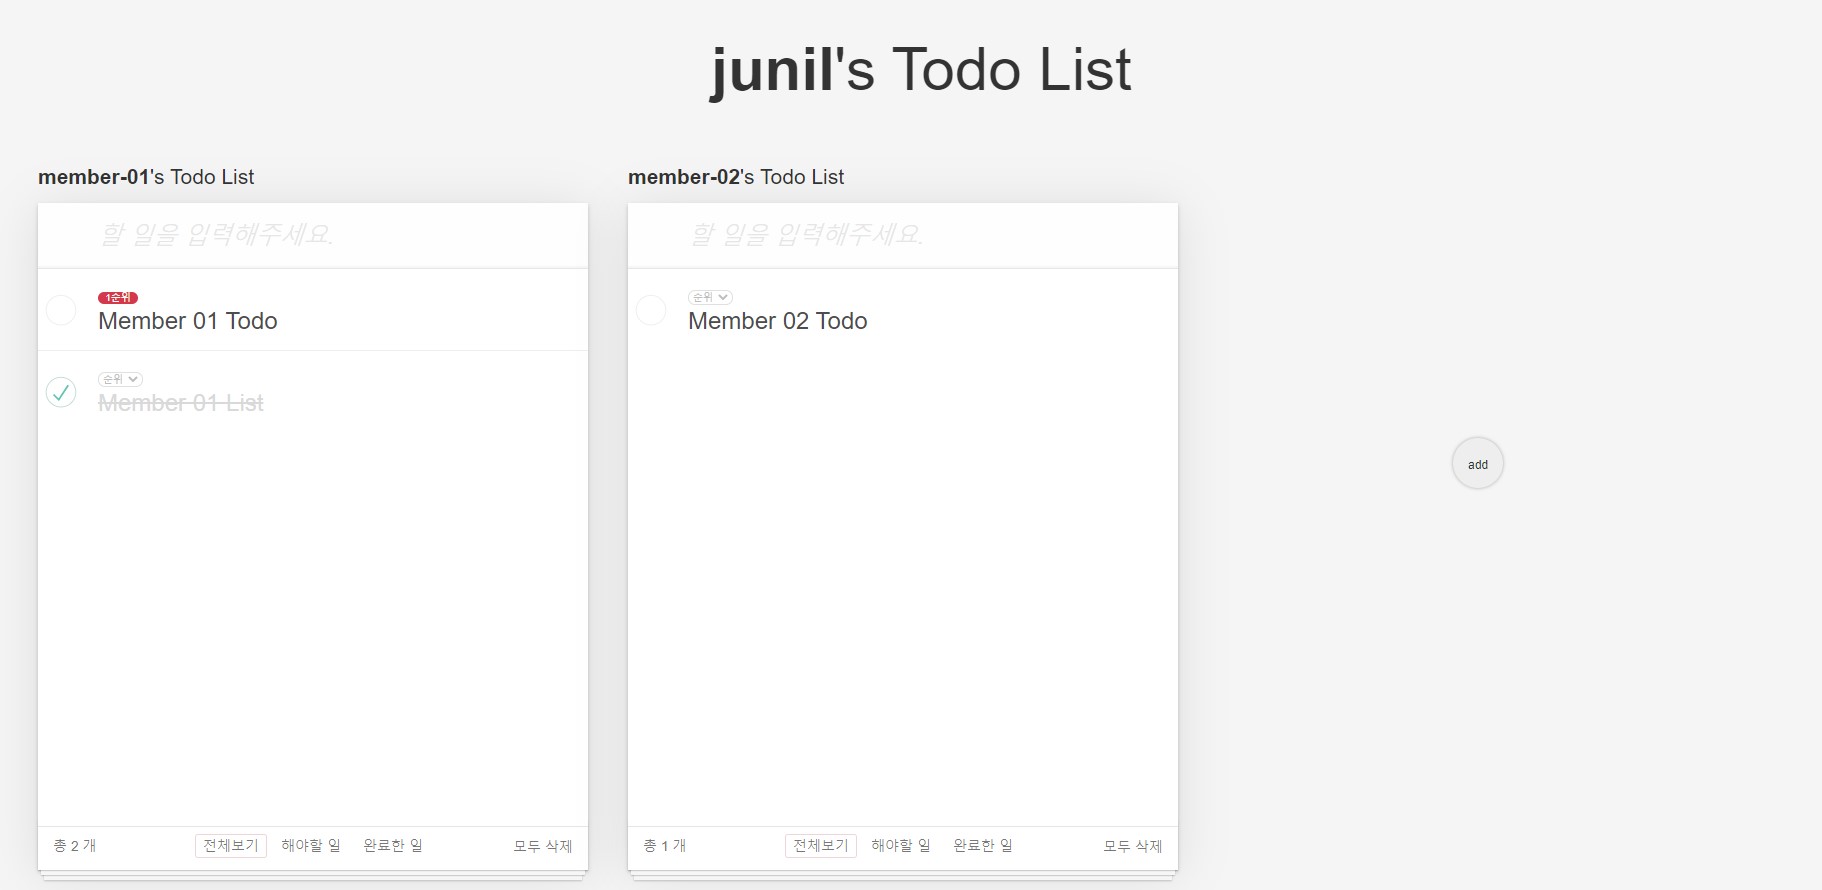 junil's Todo List
member-01's Todo List
할 일을 입력해주세요.
1순위
Member 01 Todo
순위
Member 01 List
총 2 개 전체보기 해야할 일 완료한 일 모두 삭제
member-02's Todo List
할 일을 입력해주세요.
순위
Member 02 Todo
총 1 개 전체보기 해야할 일 완료한 일 모두 삭제
add